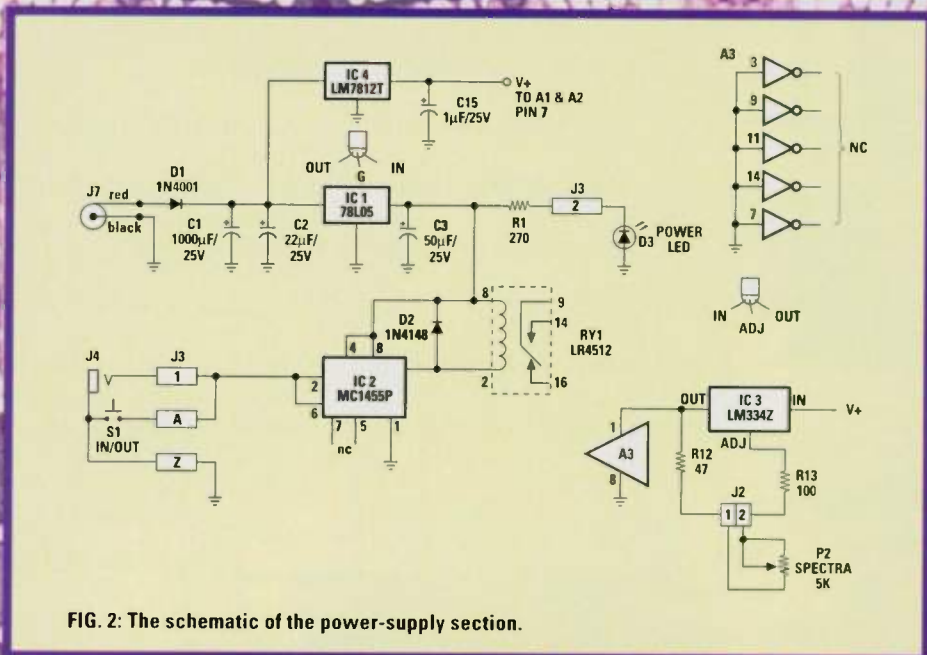 IC 4
LM7812T
V+
TO A1 & A2
PIN 7
C15
1µF/25V
OUT
G
IN
J7
red
black
D1
1N4001
C1
1000µF/
25V
C2
22µF/
25V
IC 1
78L05
C3
50µF/
25V
R1
270
J3
2
D3
POWER
LED
A3
3
9
11
14
7
NC
IN
ADJ
OUT
J4
J3
1
S1
IN/OUT
A
Z
4
8
2
6
IC 2
MC1455P
7
5
1
nc
D2
1N4148
8
2
9
14
16
RY1
LR4512
OUT
IC 3
LM334Z
IN
V+
ADJ
1
A3
8
R12
47
R13
100
J2
1 2
P2
SPECTRA
5K
FIG. 2: The schematic of the power-supply section.